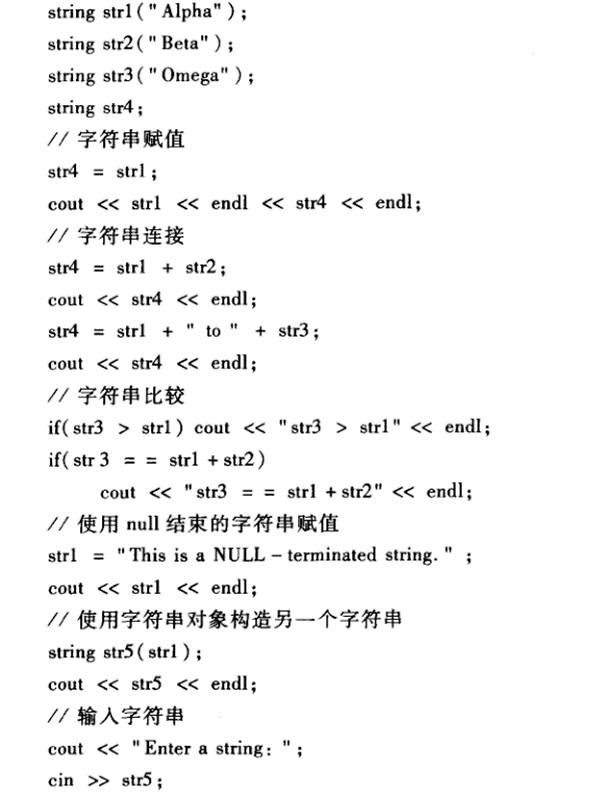 string str1("Alpha");
string str2("Beta");
string str3("Omega");
string str4;
// 字符串赋值
str4 = str1;
cout << str1 << endl << str4 << endl;
// 字符串连接
str4 = str1 + str2;
cout << str4 << endl;
str4 = str1 + " to " + str3;
cout << str4 << endl;
// 字符串比较
if(str3 > str1) cout << "str3 > str1" << endl;
if(str 3 = = str1 +str2)
cout << "str3 = = str1 +str2" << endl;
// 使用 null 结束的字符串赋值
str1 = "This is a NULL - terminated string." ;
cout << str1 << endl;
// 使用字符串对象构造另一个字符串
string str5(str1);
cout << str5 << endl;
// 输入字符串
cout << "Enter a string: ";
cin >> str5;